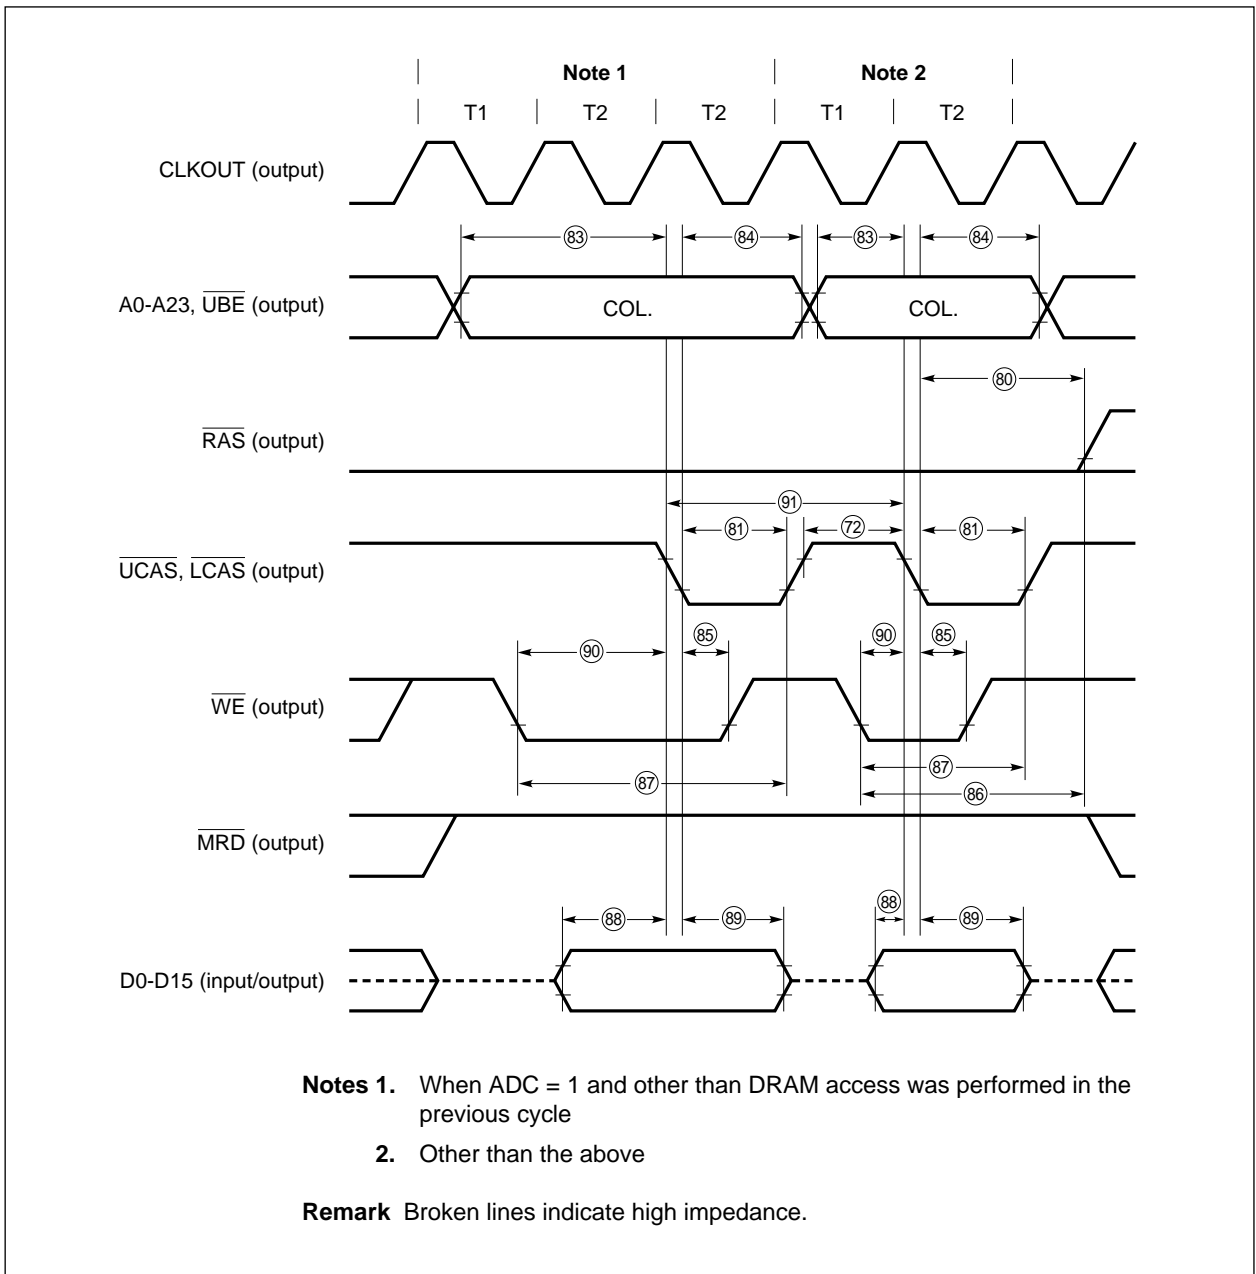 Note 1 Note 2
T1 T2 T2 T1 T2
CLKOUT (output)
83 84 83 84
A0-A23, UBE (output) COL. COL.
80
RAS (output)
91
81 72 81
UCAS, LCAS (output)
90 85 90 85
WE (output)
87 87
86
MRD (output)
88 89 88 89
D0-D15 (input/output)
Notes 1. When ADC = 1 and other than DRAM access was performed in the
previous cycle
2. Other than the above
Remark Broken lines indicate high impedance.